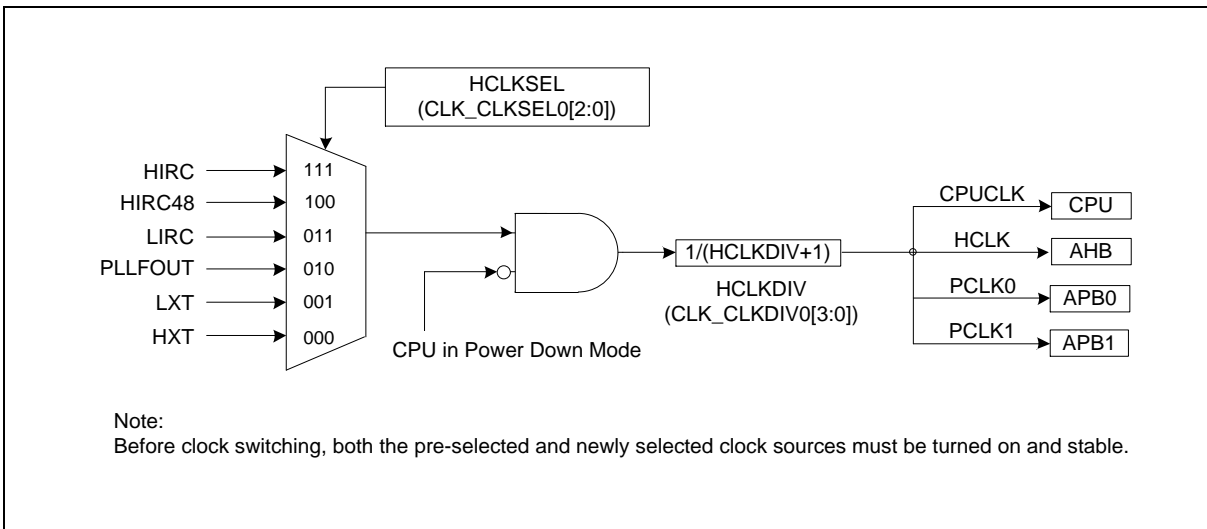 HCLKSEL
(CLK_CLKSEL0[2:0])
HIRC
111
HIRC48
100
LIRC
011
PLLFOUT
010
LXT
001
HXT
000
CPU in Power Down Mode
1/(HCLKDIV+1)
HCLKDIV
(CLK_CLKDIV0[3:0])
CPUCLK
CPU
HCLK
AHB
PCLK0
APB0
PCLK1
APB1
Note:
Before clock switching, both the pre-selected and newly selected clock sources must be turned on and stable.